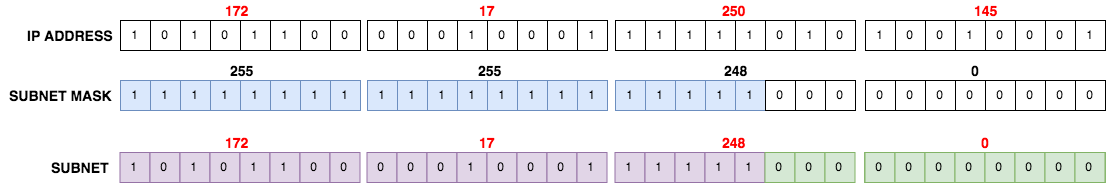 172 17 250 145
IP ADDRESS 1 0 1 0 1 1 0 0 0 0 0 1 0 0 0 1 1 1 1 1 1 0 1 0 1 0 0 1 0 0 0 1
255 255 248 0
SUBNET MASK 1 1 1 1 1 1 1 1 1 1 1 1 1 1 1 1 1 1 1 1 1 0 0 0 0 0 0 0 0 0 0 0
172 17 248 0
SUBNET 1 0 1 0 1 1 0 0 0 0 0 1 0 0 0 1 1 1 1 1 1 0 0 0 0 0 0 0 0 0 0 0